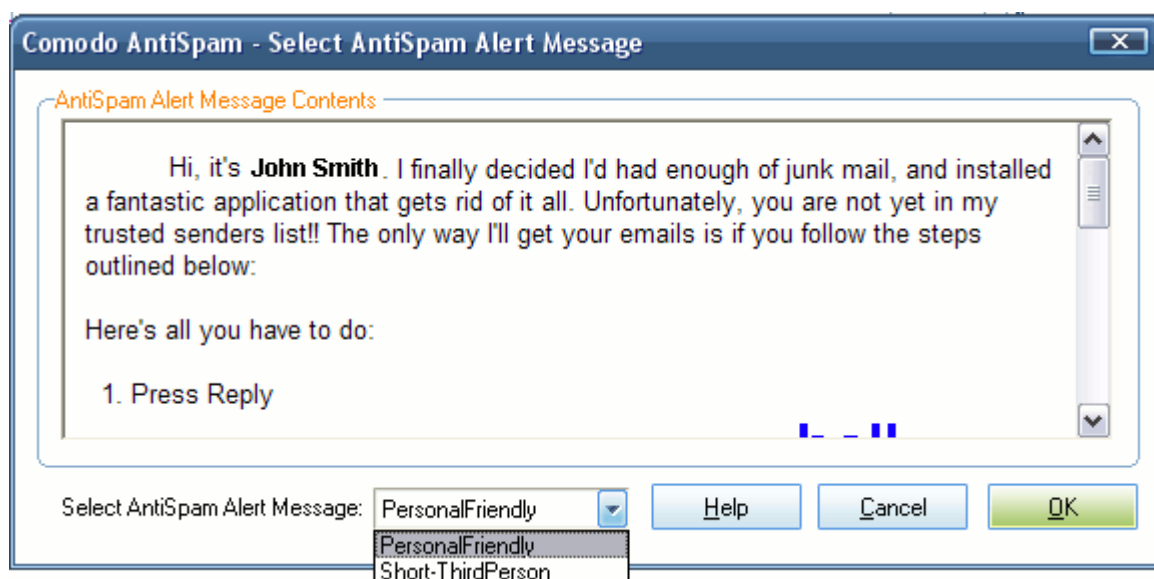 Comodo AntiSpam - Select AntiSpam Alert Message
AntiSpam Alert Message Contents
Hi, it's John Smith. I finally decided I'd had enough of junk mail, and installed
a fantastic application that gets rid of it all. Unfortunately, you are not yet in my
trusted senders list!! The only way I'll get your emails is if you follow the steps
outlined below:
Here's all you have to do:
1. Press Reply
Select AntiSpam Alert Message: PersonalFriendly Help Cancel OK
PersonalFriendly
Short-ThirdPerson